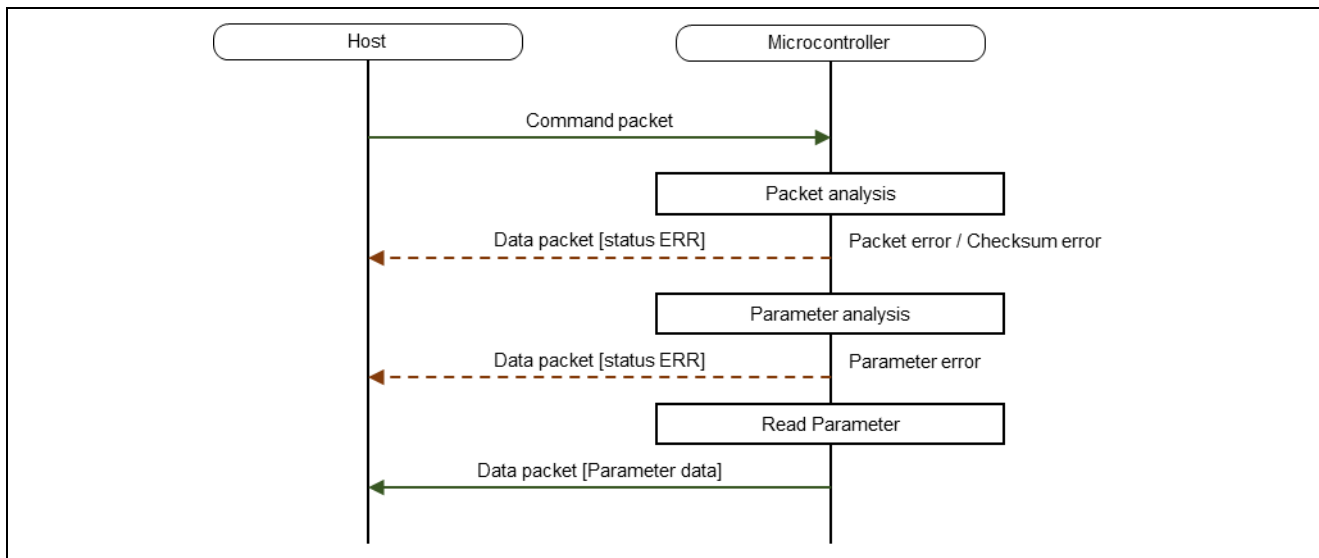 Host
Microcontroller
Command packet
Packet analysis
Data packet [status ERR]
Packet error / Checksum error
Parameter analysis
Data packet [status ERR]
Parameter error
Read Parameter
Data packet [Parameter data]